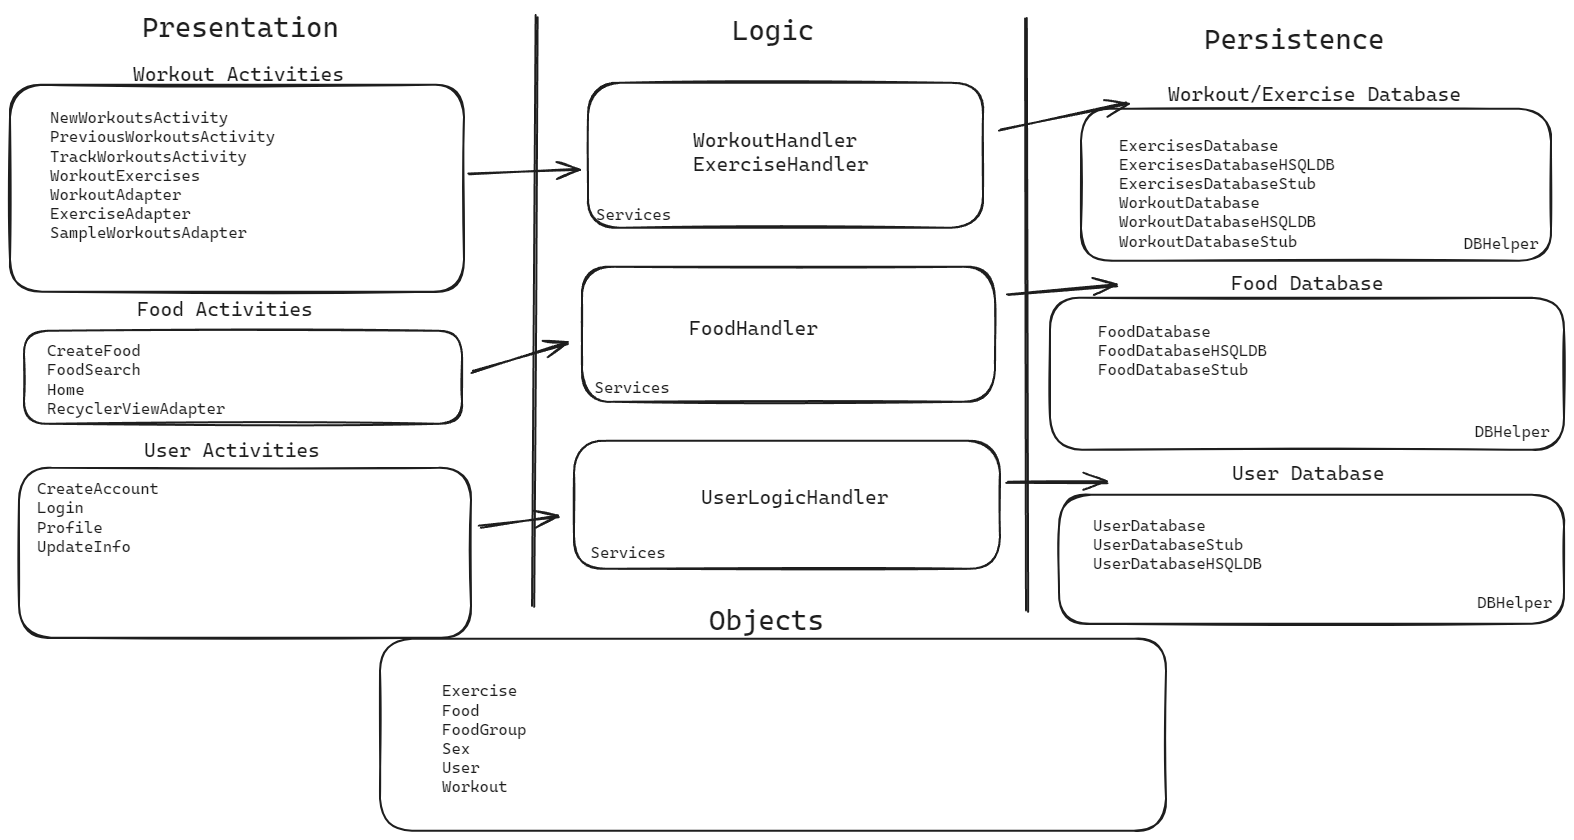 Presentation
Workout Activities
NewWorkoutsActivity
PreviousWorkoutsActivity
TrackWorkoutsActivity
WorkoutExercises
WorkoutAdapter
ExerciseAdapter
SampleWorkoutsAdapter
Food Activities
CreateFood
FoodSearch
Home
RecyclerViewAdapter
User Activities
CreateAccount
Login
Profile
UpdateInfo
Logic
WorkoutHandler
ExerciseHandler
Services
FoodHandler
Services
UserLogicHandler
Services
Persistence
Workout/Exercise Database
ExercisesDatabase
ExercisesDatabaseHSQLDB
ExercisesDatabaseStub
WorkoutDatabase
WorkoutDatabaseHSQLDB
WorkoutDatabaseStub
DBHelper
Food Database
FoodDatabase
FoodDatabaseHSQLDB
FoodDatabaseStub
DBHelper
User Database
UserDatabase
UserDatabaseStub
UserDatabaseHSQLDB
DBHelper
Objects
Exercise
Food
FoodGroup
Sex
User
Workout